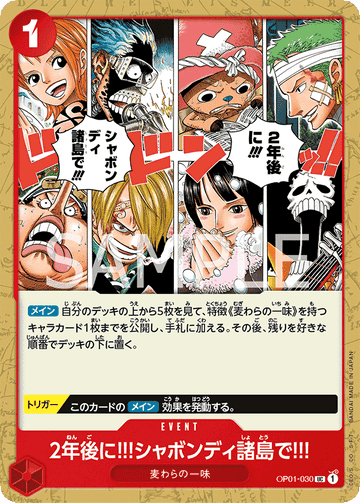 1
シャボンディ諸島で!!!
2年後に!!!
ドドンッ!!
SAMPLE
メイン 自分のデッキの上から5枚を見て、特徴《麦わらの一味》を持つ
キャラカード1枚までを公開し、手札に加える。その後、残りを好きな
順番でデッキの下に置く。
トリガー このカードの メイン 効果を発動する。
EVENT
2年後に!!!シャボンディ諸島で!!!
麦わらの一味
OP01-030 UC 1